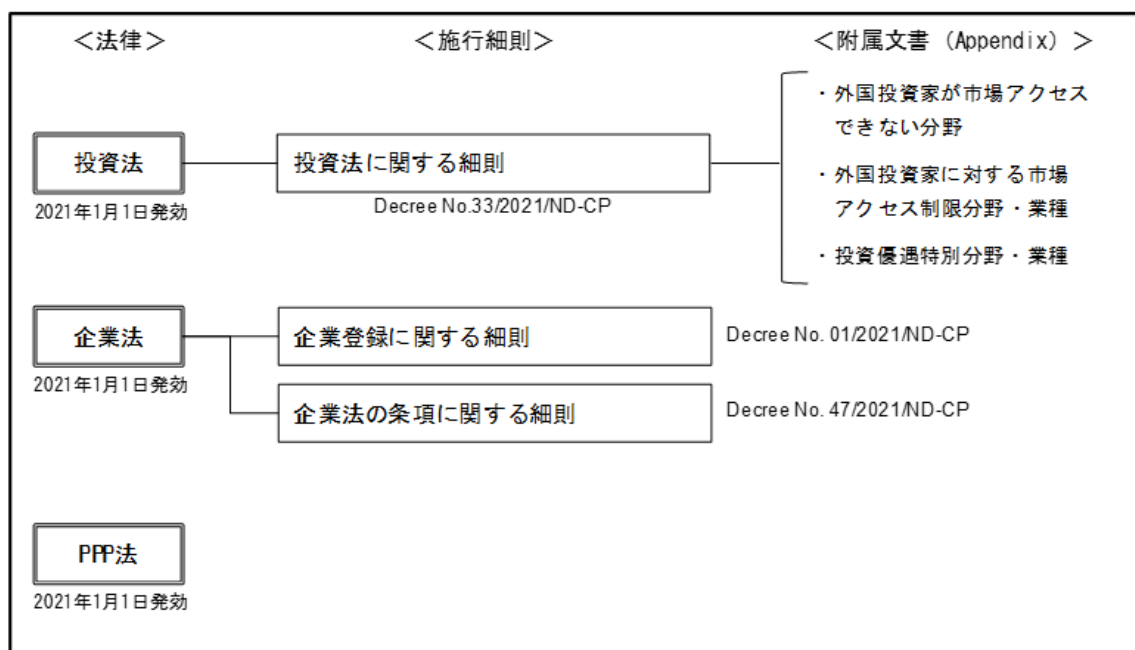 ＜法律＞ ＜施行細則＞ ＜附属文書（Appendix）＞
・外国投資家が市場アクセス
できない分野
投資法 投資法に関する細則
・外国投資家に対する市場
アクセス制限分野・業種
2021年1月1日発効 Decree No.33/2021/ND-CP
・投資優遇特別分野・業種
企業法 企業登録に関する細則 Decree No. 01/2021/ND-CP
2021年1月1日発効
企業法の条項に関する細則 Decree No. 47/2021/ND-CP
PPP法
2021年1月1日発効